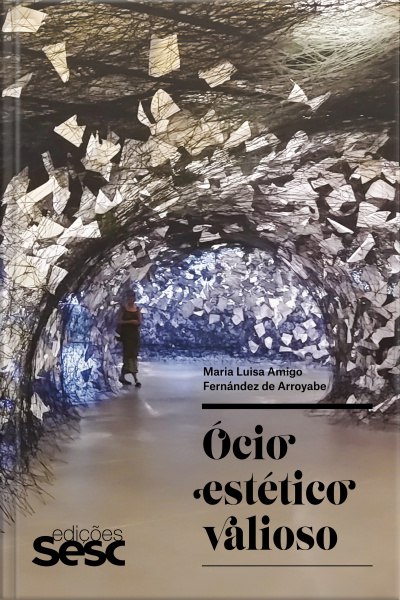 Maria Luisa Amigo
Fernández de Arroyabe
Ócio
estético
valioso
edições
Sesc